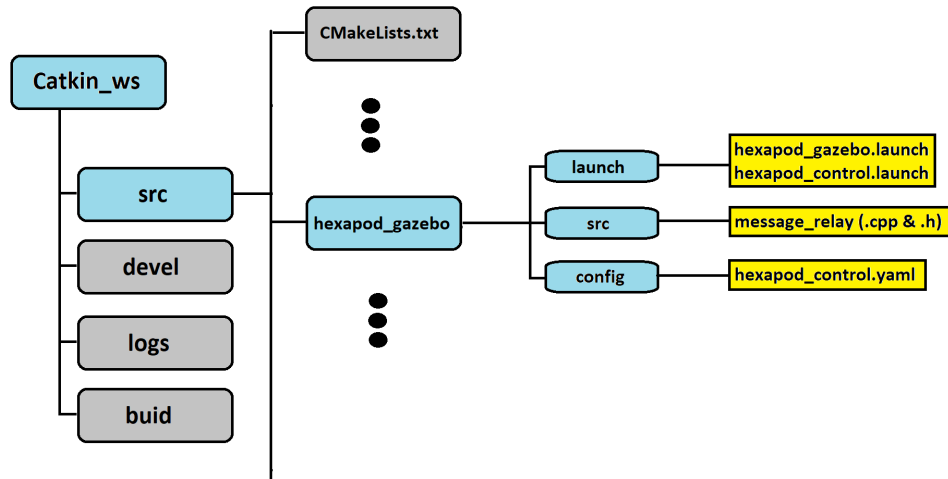 CMakeLists.txt
Catkin_ws
src
devel
logs
buid
hexapod_gazebo
launch
src
config
hexapod_gazebo.launch
hexapod_control.launch
message_relay (.cpp & .h)
hexapod_control.yaml